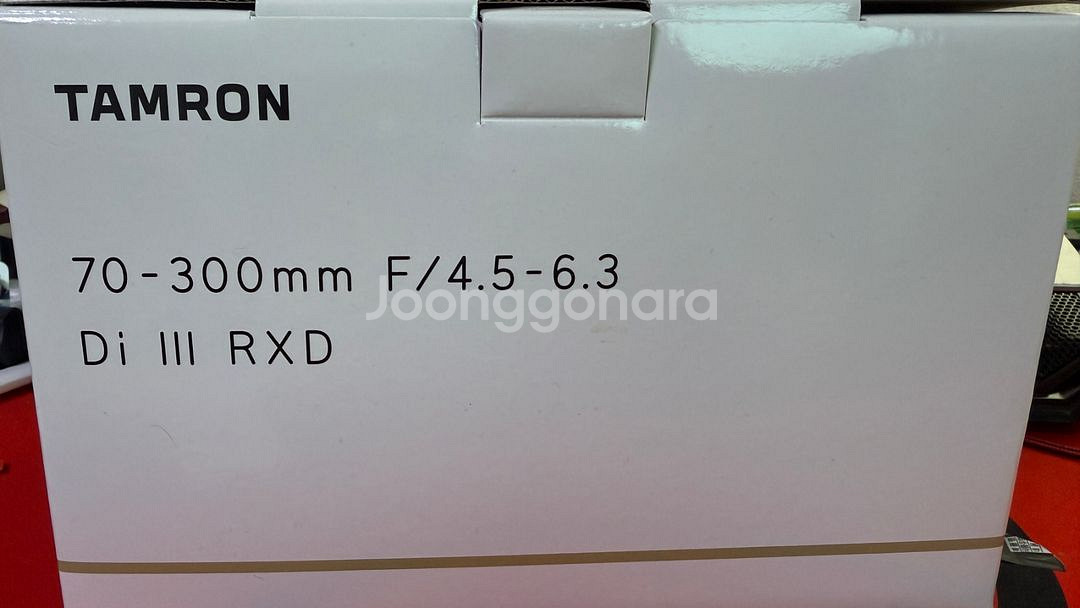 TAMRON
70-300mm F/4.5-6.3
Joonggonara
Di III RXD